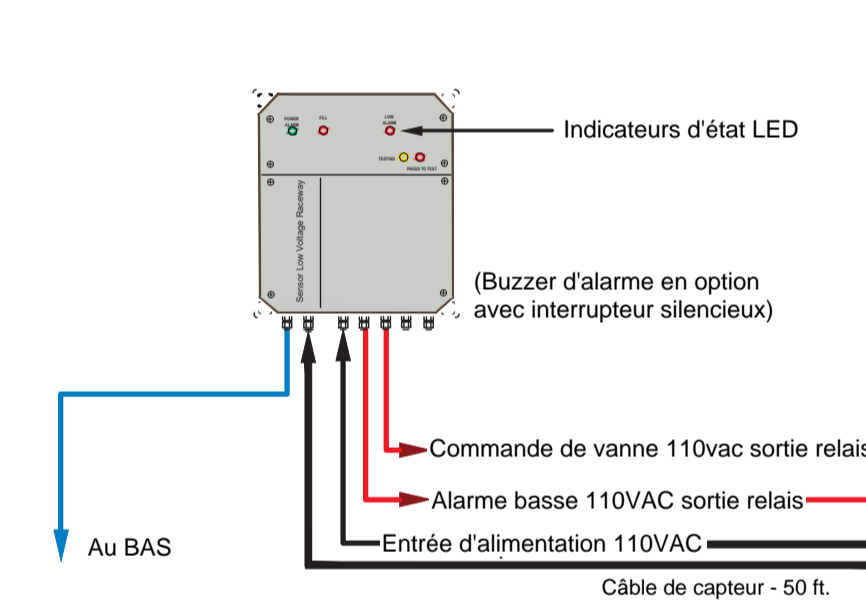 POWER
ALARM
FILL
LOW
ALARM
Indicateurs d'état LED
TESTING
PRESS TO TEST
Sensor Low Voltage Raceway
(Buzzer d'alarme en option
avec interrupteur silencieux)
Commande de vanne 110vac sortie relais
Alarme basse 110VAC sortie relais
Entrée d'alimentation 110VAC
Au BAS
Câble de capteur - 50 ft.